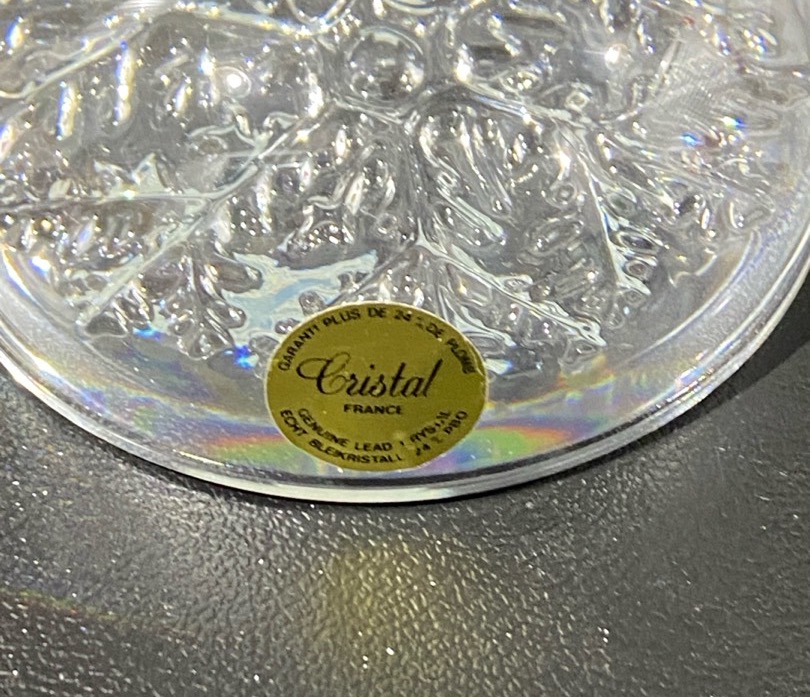 GARANTI PLUS DE 24 % DE PLOMB
Cristal
FRANCE
GENUINE LEAD CRYSTAL
ECHT BLEIKRISTALL 24 % PBO